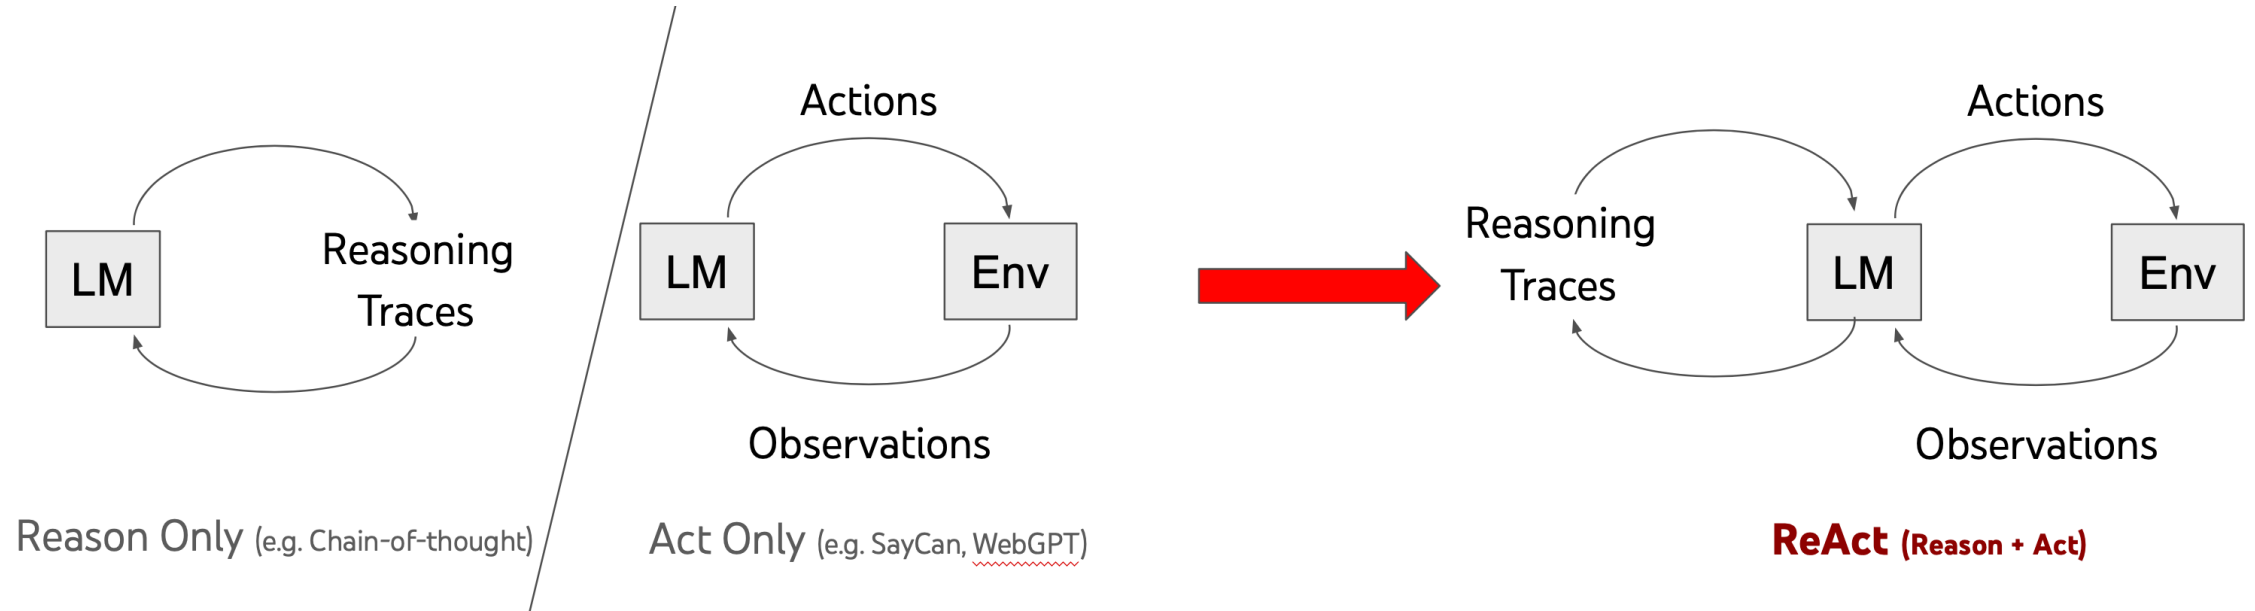 LM
Reasoning
Traces
Reason Only (e.g. Chain-of-thought)
Actions
LM
Env
Observations
Act Only (e.g. SayCan, WebGPT)
Reasoning
Traces
Actions
LM
Env
Observations
ReAct (Reason + Act)